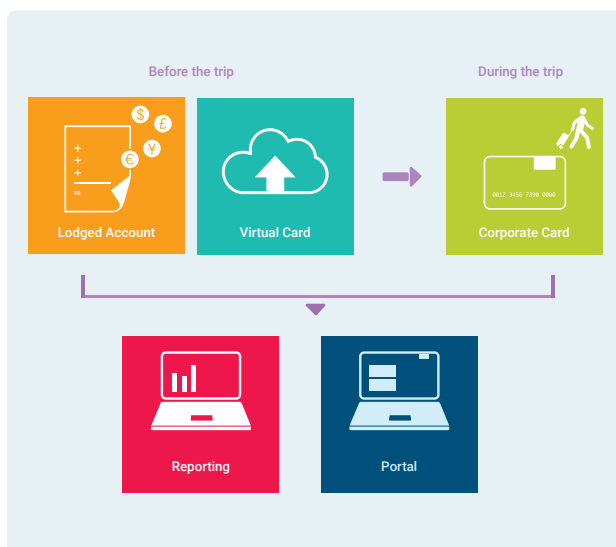 Before the trip
During the trip
$
£
€
¥
+
+
+
=
0012 3456 7890 0000
Lodged Account
Virtual Card
Corporate Card
Reporting
Portal